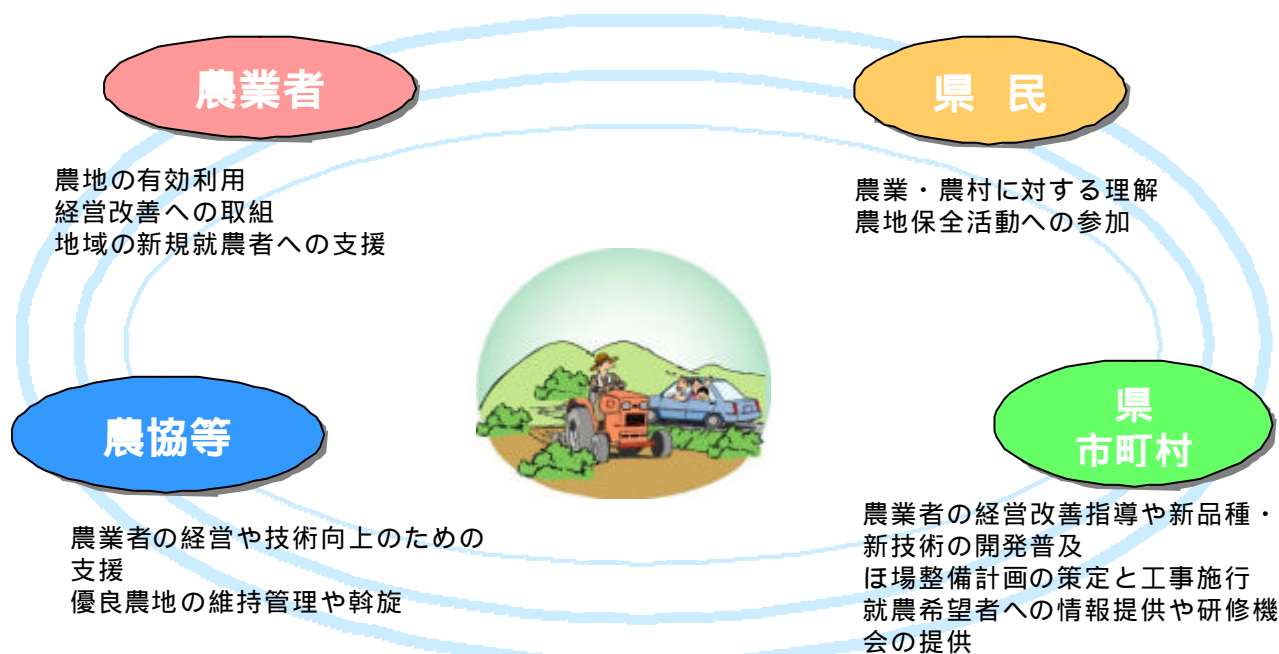 農業者
農地の有効利用
経営改善への取組
地域の新規就農者への支援
県 民
農業・農村に対する理解
農地保全活動への参加
農協等
農業者の経営や技術向上のための
支援
優良農地の維持管理や斡旋
県
市町村
農業者の経営改善指導や新品種・
新技術の開発普及
ほ場整備計画の策定と工事施行
就農希望者への情報提供や研修機
会の提供